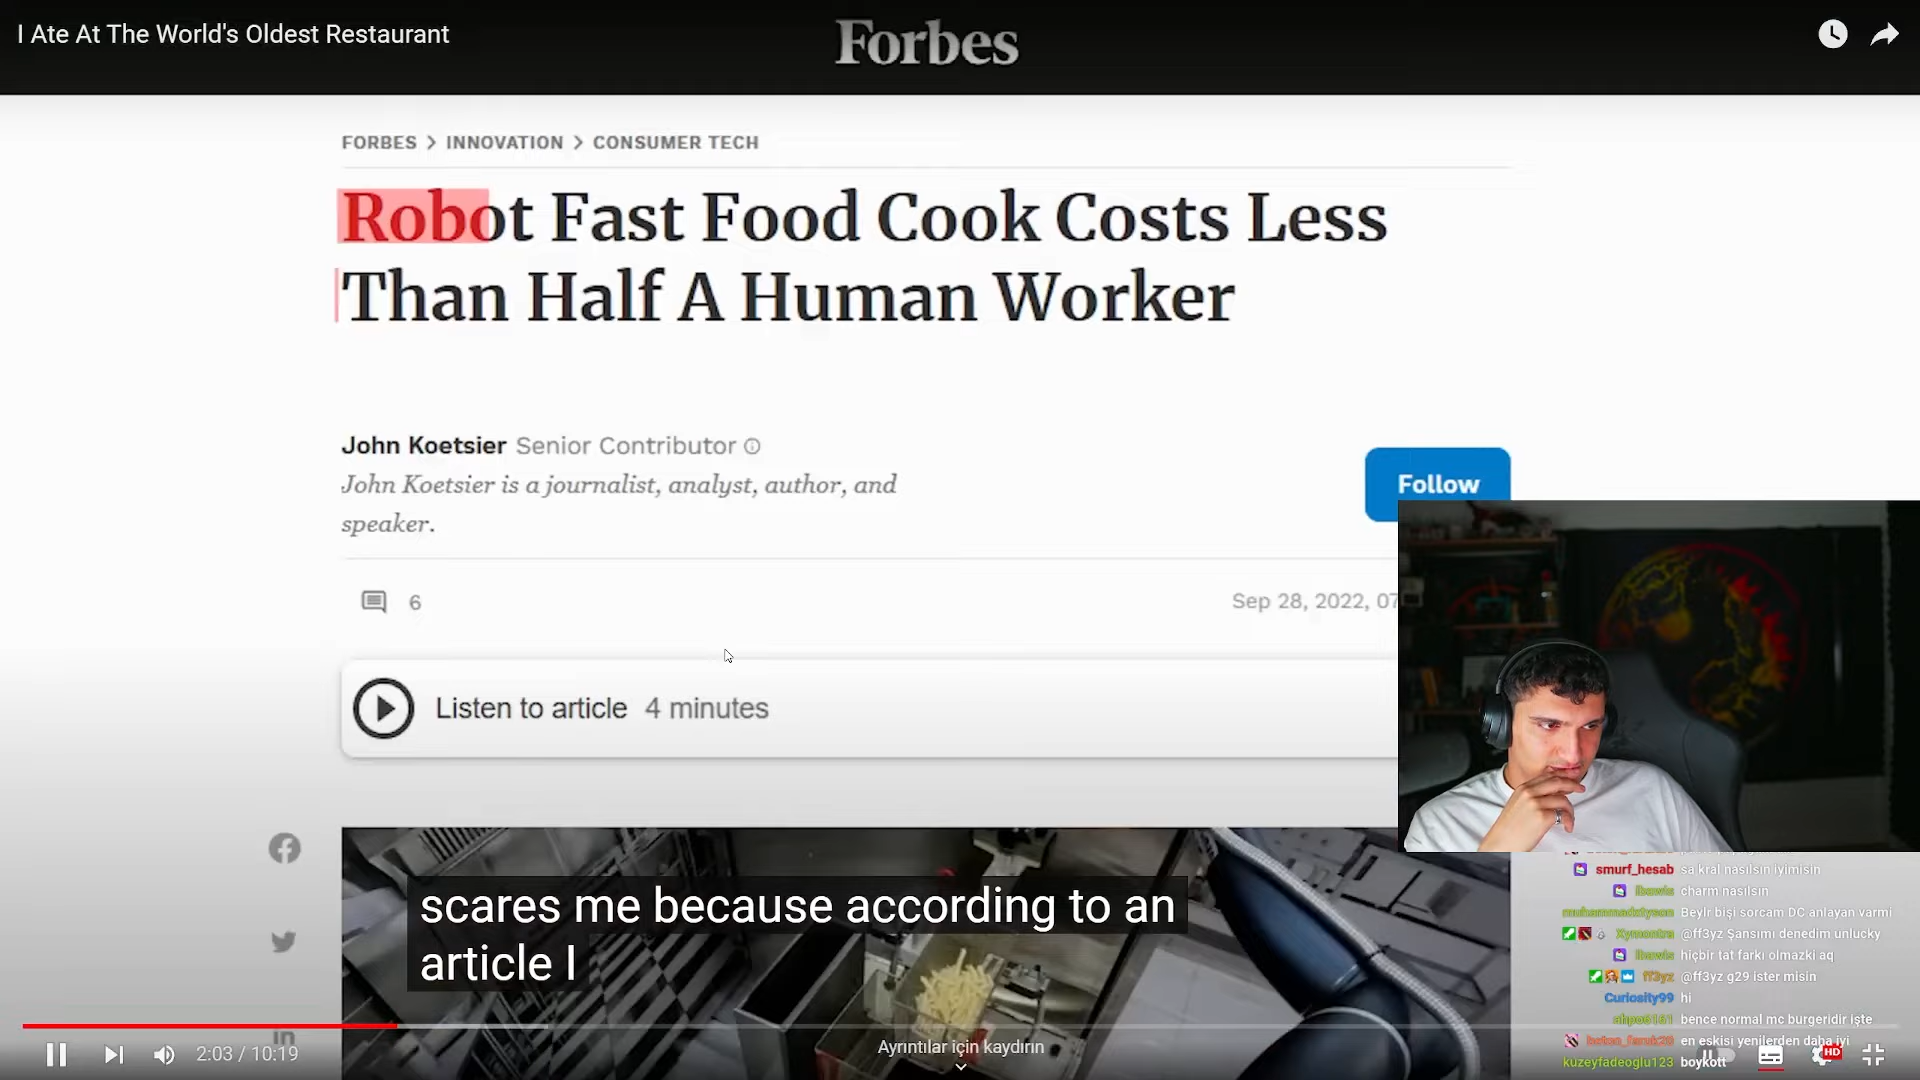 I Ate At The World's Oldest Restaurant
Forbes
FORBES > INNOVATION > CONSUMER TECH
Robot Fast Food Cook Costs Less
Than Half A Human Worker
John Koetsier Senior Contributor
John Koetsier is a journalist, analyst, author, and
speaker.
Follow
6
Sep 28, 2022, 07
Listen to article 4 minutes
scares me because according to an
article I
in
smurf_hesab sa kral nasılsın iyimisin
charm nasılsın
Beylr bişi sorcam DC anlayan varmi
Xymontra @ff3yz Şansımı denedim unlucky
hiçbir tat farkı olmazki aq
ff3yz @ff3yz g29 ister misin
Curiosity99 hi
bence normal mc burgeridir işte
en eskisi yenilerden daha iyi
kuzeyfadeoglu123 boykott
2:03 / 10:19
Ayrıntılar için kaydırın
HD